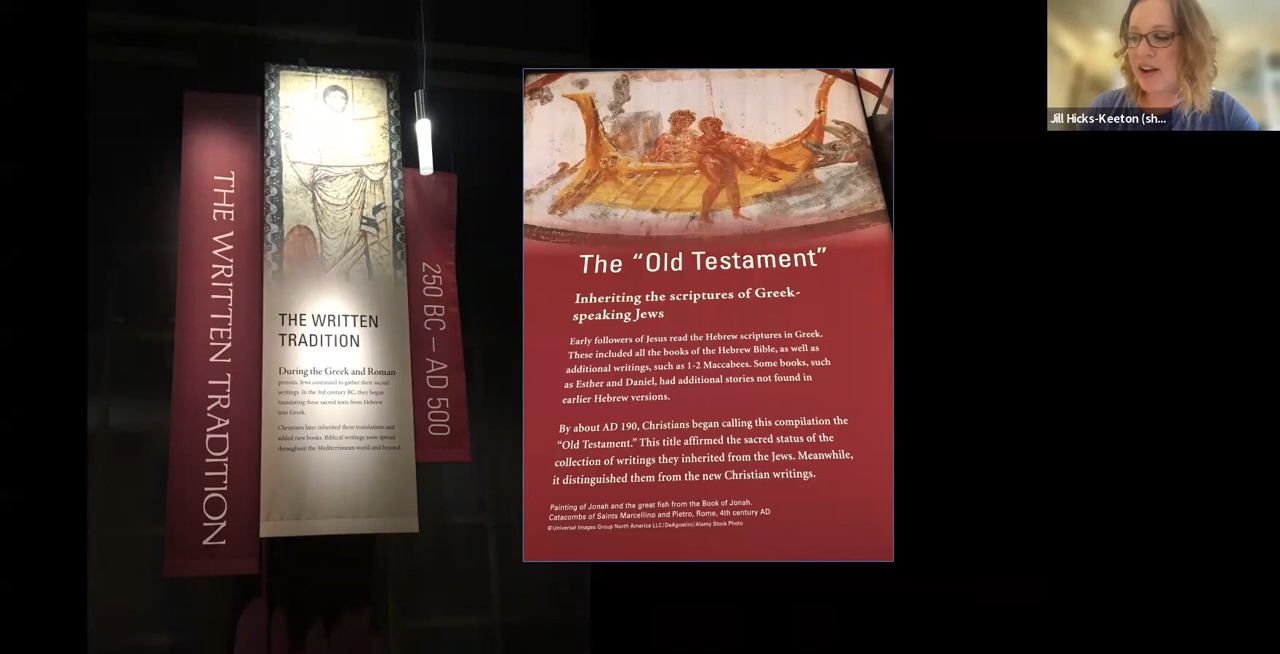 THE WRITTEN TRADITION
THE WRITTEN
TRADITION
During the Greek and Roman
periods, Jews continued to gather their sacred
writings. In the 3rd century BC, they began
translating these sacred texts from Hebrew
into Greek.
Christians later inherited these translations and
added new books. Biblical writings soon spread
throughout the Mediterranean world and beyond.
250 BC – AD 500
The “Old Testament”
Inheriting the scriptures of Greek-
speaking Jews
Early followers of Jesus read the Hebrew scriptures in Greek.
These included all the books of the Hebrew Bible, as well as
additional writings, such as 1-2 Maccabees. Some books, such
as Esther and Daniel, had additional stories not found in
earlier Hebrew versions.
By about AD 190, Christians began calling this compilation the
“Old Testament.” This title affirmed the sacred status of the
collection of writings they inherited from the Jews. Meanwhile,
it distinguished them from the new Christian writings.
Painting of Jonah and the great fish from the Book of Jonah.
Catacombs of Saints Marcellino and Pietro, Rome, 4th century AD
© Universal Images Group North America LLC/DeAgostini/Alamy Stock Photo
Jill Hicks-Keeton (sh...